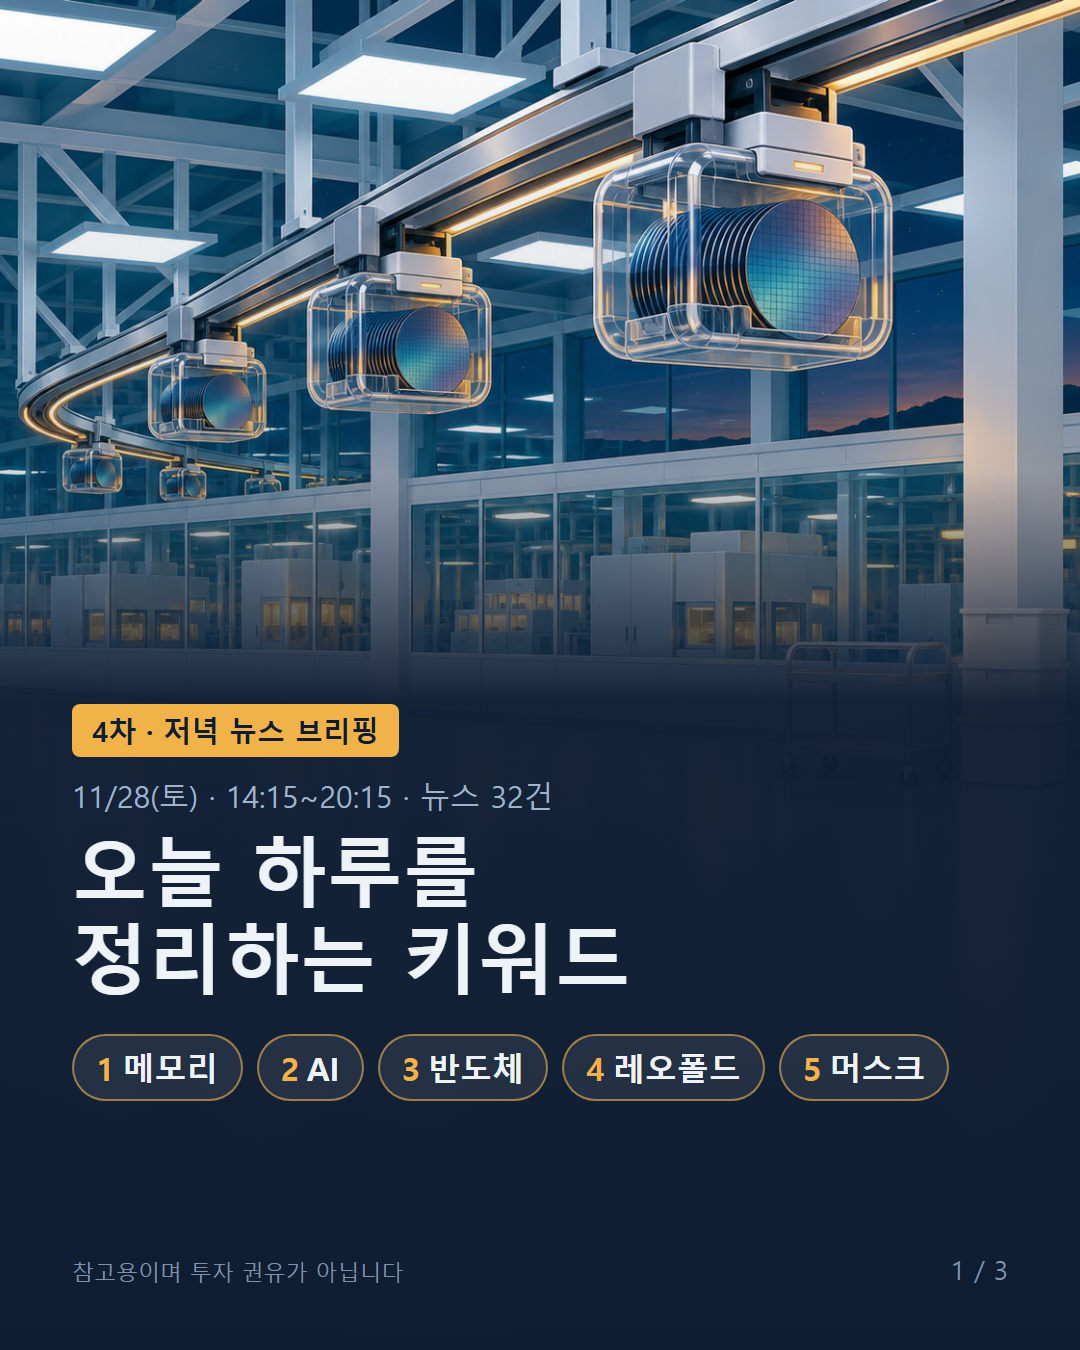 4차 · 저녁 뉴스 브리핑
11/28(토) · 14:15~20:15 · 뉴스 32건
오늘 하루를
정리하는 키워드
1 메모리 2 AI 3 반도체 4 레오폴드 5 머스크
참고용이며 투자 권유가 아닙니다 1 / 3